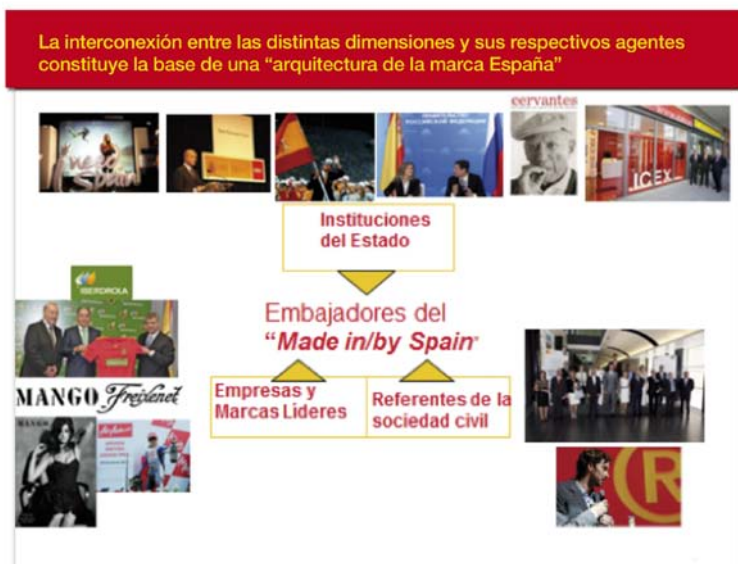 La interconexión entre las distintas dimensiones y sus respectivos agentes
constituye la base de una “arquitectura de la marca España”
cervantes
ICEX
Instituciones
del Estado
IBERDROLA
Embajadores del
“Made in/by Spain”
MANGO Freixenet
Empresas y
Marcas Lideres
Referentes de la
sociedad civil
MANGO
R